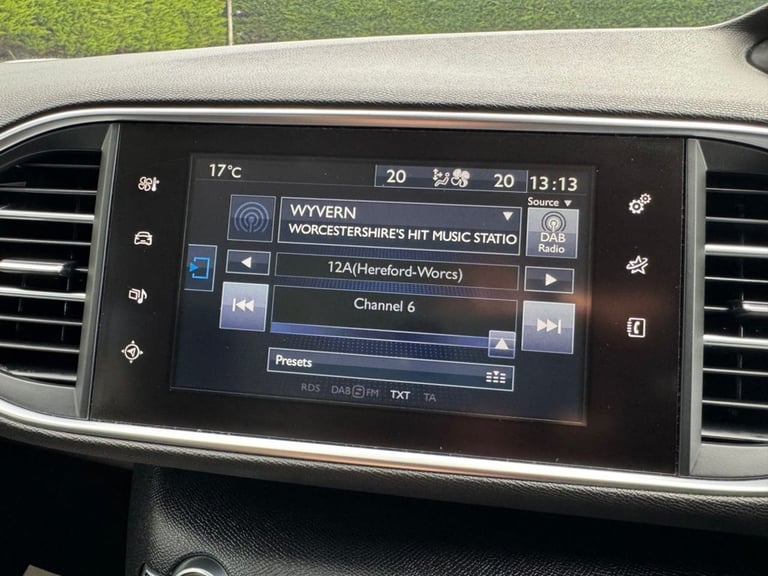 17°C
20 20 13:13
Source
WYVERN
WORCESTERSHIRE'S HIT MUSIC STATIO
DAB
Radio
12A(Hereford-Worcs)
Channel 6
Presets
RDS DAB FM TXT TA